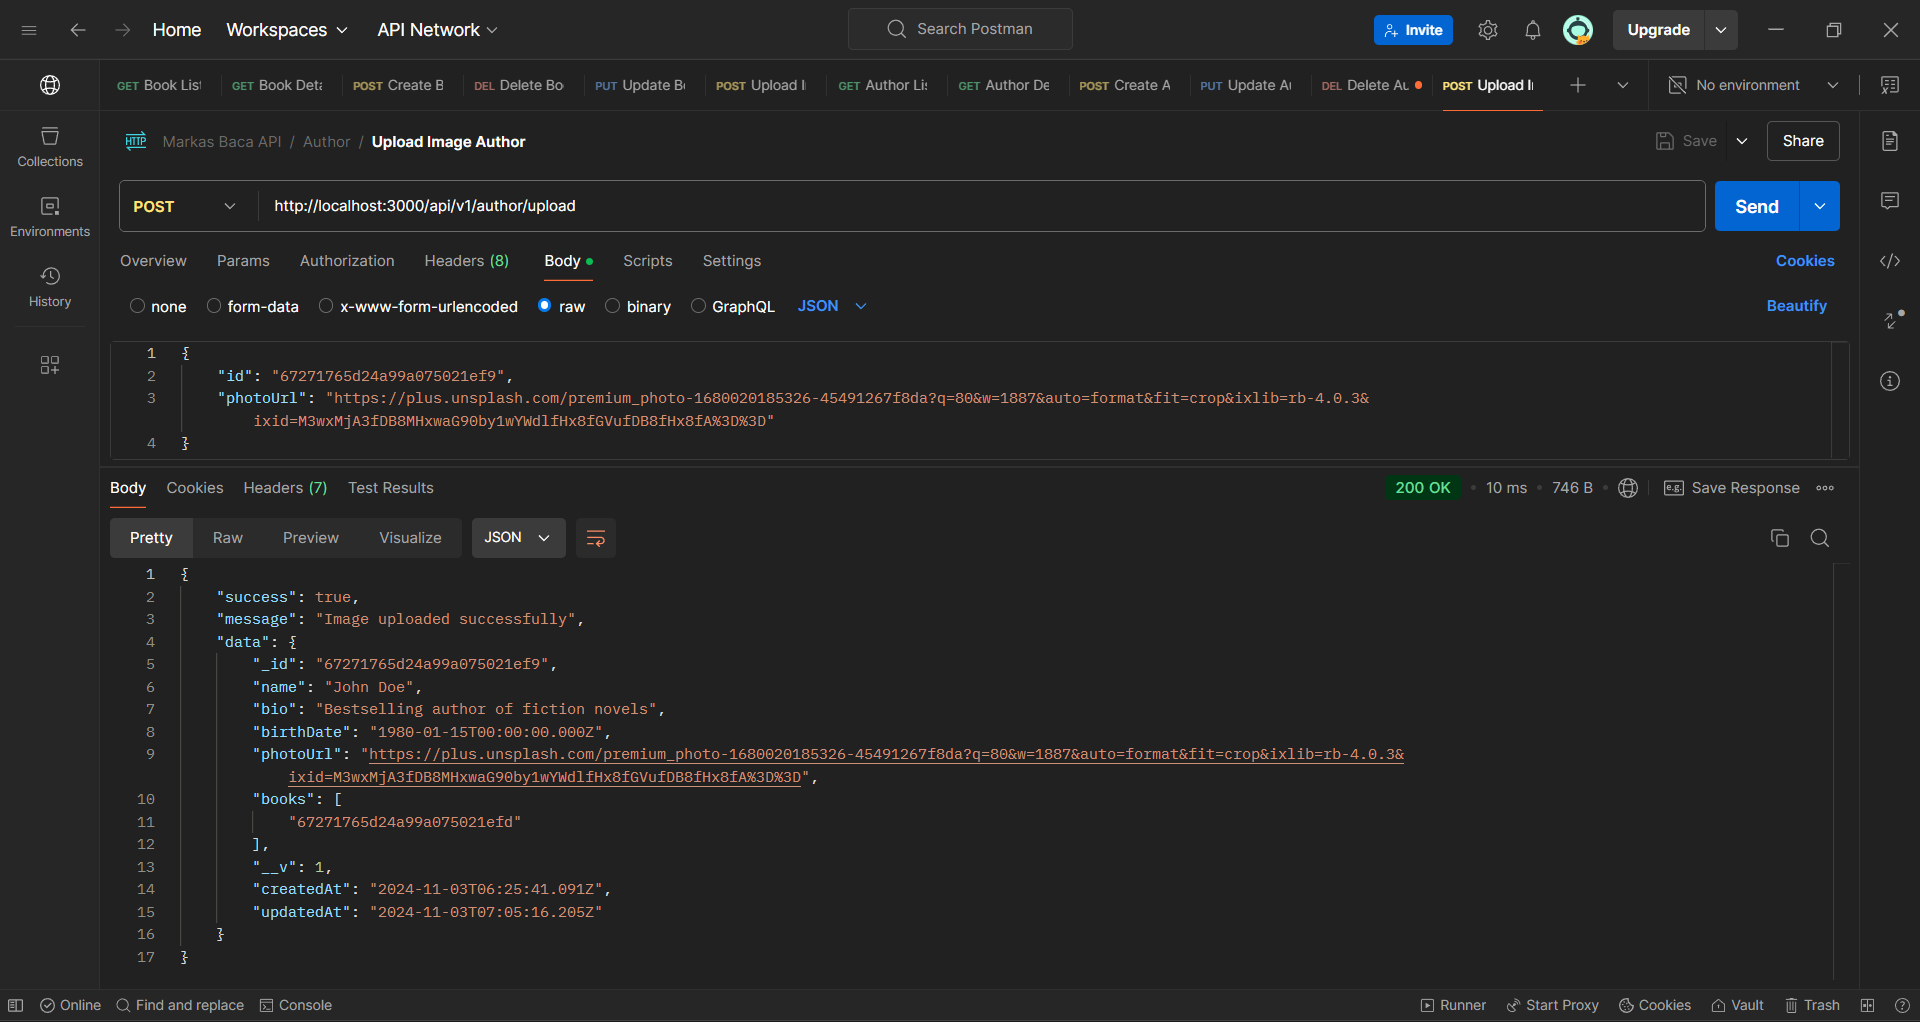 Home Workspaces API Network Search Postman Invite Upgrade
GET Book List GET Book Deta POST Create B DEL Delete Bo PUT Update Bo POST Upload I GET Author Lis GET Author De POST Create A PUT Update Au DEL Delete Au POST Upload I No environment
Collections
Environments
History
HTTP Markas Baca API / Author / Upload Image Author Save Share
POST http://localhost:3000/api/v1/author/upload Send
Overview Params Authorization Headers (8) Body Scripts Settings Cookies
none form-data x-www-form-urlencoded raw binary GraphQL JSON Beautify
1 {
2 "id": "67271765d24a99a075021ef9",
3 "photoUrl": "https://plus.unsplash.com/premium_photo-1680020185326-45491267f8da?q=80&w=1887&auto=format&fit=crop&ixlib=rb-4.0.3&
ixid=M3wxMjA3fDB8MHxwaG90by1wYWdlfHx8fGVufDB8fHx8fA%3D%3D"
4 }
Body Cookies Headers (7) Test Results 200 OK • 10 ms • 746 B • e.g. Save Response
Pretty Raw Preview Visualize JSON
1 {
2 "success": true,
3 "message": "Image uploaded successfully",
4 "data": {
5 "_id": "67271765d24a99a075021ef9",
6 "name": "John Doe",
7 "bio": "Bestselling author of fiction novels",
8 "birthDate": "1980-01-15T00:00:00.000Z",
9 "photoUrl": "https://plus.unsplash.com/premium_photo-1680020185326-45491267f8da?q=80&w=1887&auto=format&fit=crop&ixlib=rb-4.0.3&
ixid=M3wxMjA3fDB8MHxwaG90by1wYWdlfHx8fGVufDB8fHx8fA%3D%3D",
10 "books": [
11 "67271765d24a99a075021efd"
12 ],
13 "__v": 1,
14 "createdAt": "2024-11-03T06:25:41.091Z",
15 "updatedAt": "2024-11-03T07:05:16.205Z"
16 }
17 }
Online Find and replace Console Runner Start Proxy Cookies Vault Trash